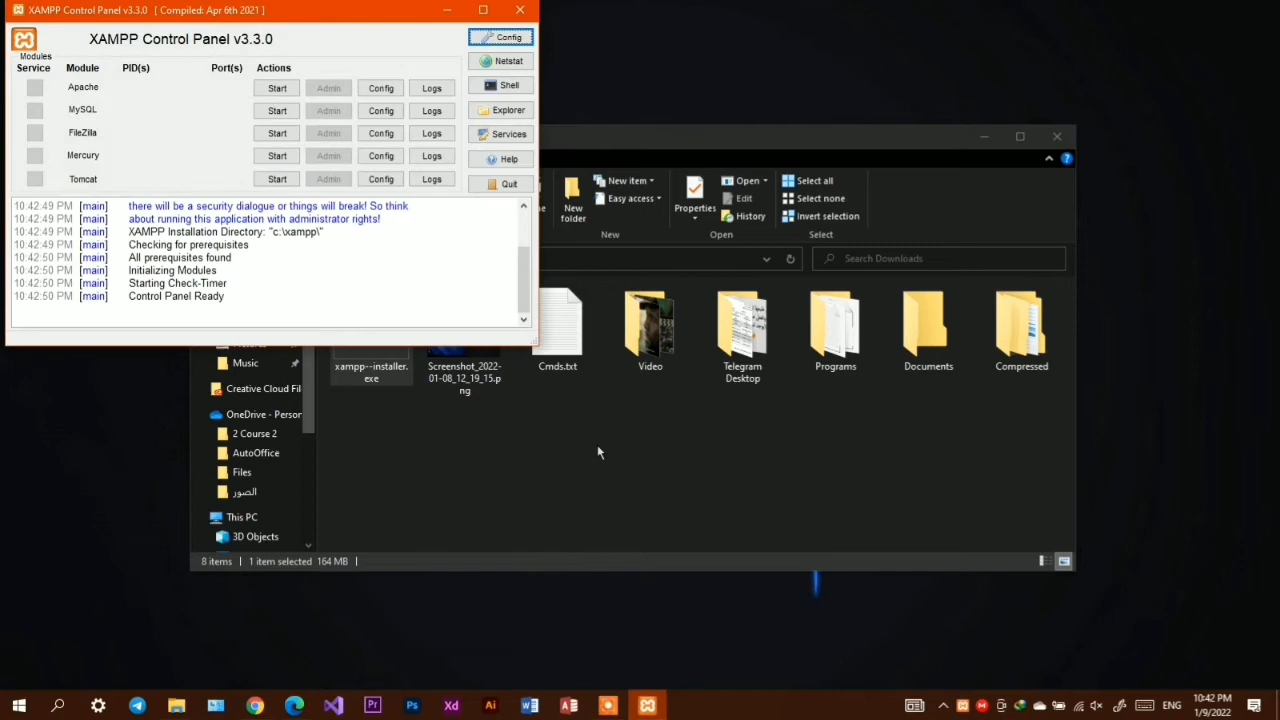 XAMPP Control Panel v3.3.0 [ Compiled: Apr 6th 2021 ]
XAMPP Control Panel v3.3.0
Config
Modules
Service Module PID(s) Port(s) Actions
Netstat
Apache Start Admin Config Logs
Shell
MySQL Start Admin Config Logs
Explorer
FileZilla Start Admin Config Logs
Services
Mercury Start Admin Config Logs
Help
Tomcat Start Admin Config Logs
Quit
10:42:49 PM [main] there will be a security dialogue or things will break! So think
10:42:49 PM [main] about running this application with administrator rights!
10:42:49 PM [main] XAMPP Installation Directory: "c:\xampp\"
10:42:49 PM [main] Checking for prerequisites
10:42:50 PM [main] All prerequisites found
10:42:50 PM [main] Initializing Modules
10:42:50 PM [main] Starting Check-Timer
10:42:50 PM [main] Control Panel Ready
New folder
New item
Easy access
New
Properties
Open
Edit
History
Open
Select all
Select none
Invert selection
Select
Search Downloads
Music
Creative Cloud Fil
OneDrive - Person
2 Course 2
AutoOffice
Files
الصور
This PC
3D Objects
xampp--installer.
exe
Screenshot_2022-
01-08_12_19_15.p
ng
Cmds.txt
Video
Telegram
Desktop
Programs
Documents
Compressed
8 items 1 item selected 164 MB
Pr
Ps
Xd
Ai
ENG
10:42 PM
1/9/2022